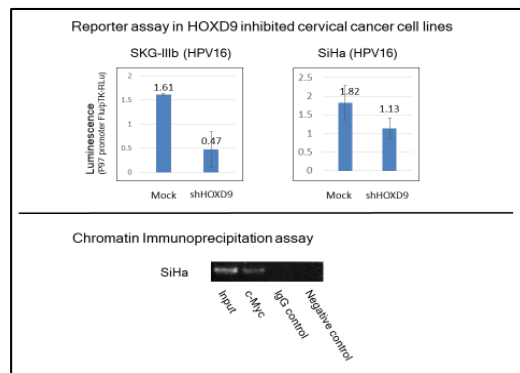 Reporter assay in HOXD9 inhibited cervical cancer cell lines
SKG-IIIb (HPV16)
Luminescence
(P97 promoter Flu/pTK-RLu)
2
1.5
1
0.5
0
1.61
0.47
Mock shHOXD9
SiHa (HPV16)
2.5
2
1.5
1
0.5
0
1.82
1.13
Mock shHOXD9
Chromatin Immunoprecipitation assay
SiHa
Input
c-Myc
IgG control
Negative control